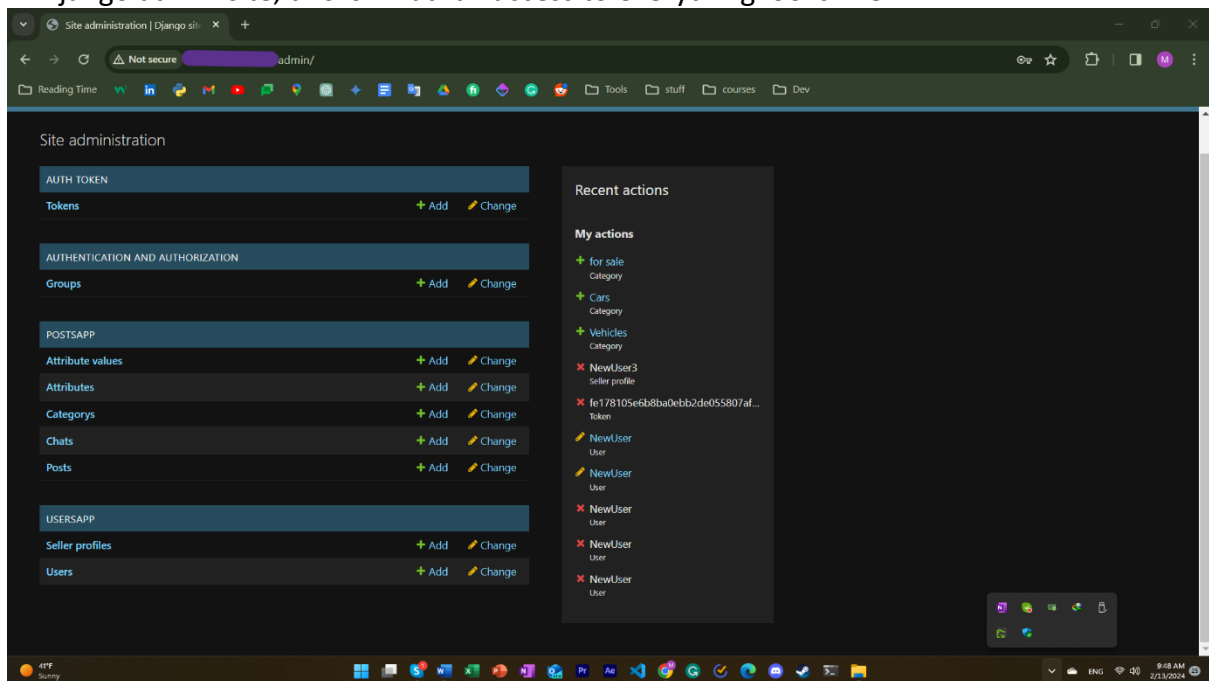 Site administration | Django sit
Not secure
admin/
Reading Time
Tools
stuff
courses
Dev
Site administration
AUTH TOKEN
Tokens + Add Change
AUTHENTICATION AND AUTHORIZATION
Groups + Add Change
POSTSAPP
Attribute values + Add Change
Attributes + Add Change
Categorys + Add Change
Chats + Add Change
Posts + Add Change
USERSAPP
Seller profiles + Add Change
Users + Add Change
Recent actions
My actions
+ for sale
Category
+ Cars
Category
+ Vehicles
Category
NewUser3
Seller profile
fe178105e6b8ba0ebb2de055807af...
Token
NewUser
User
NewUser
User
NewUser
User
NewUser
User
NewUser
User
41°F
Sunny
ENG
9:48 AM
2/13/2024